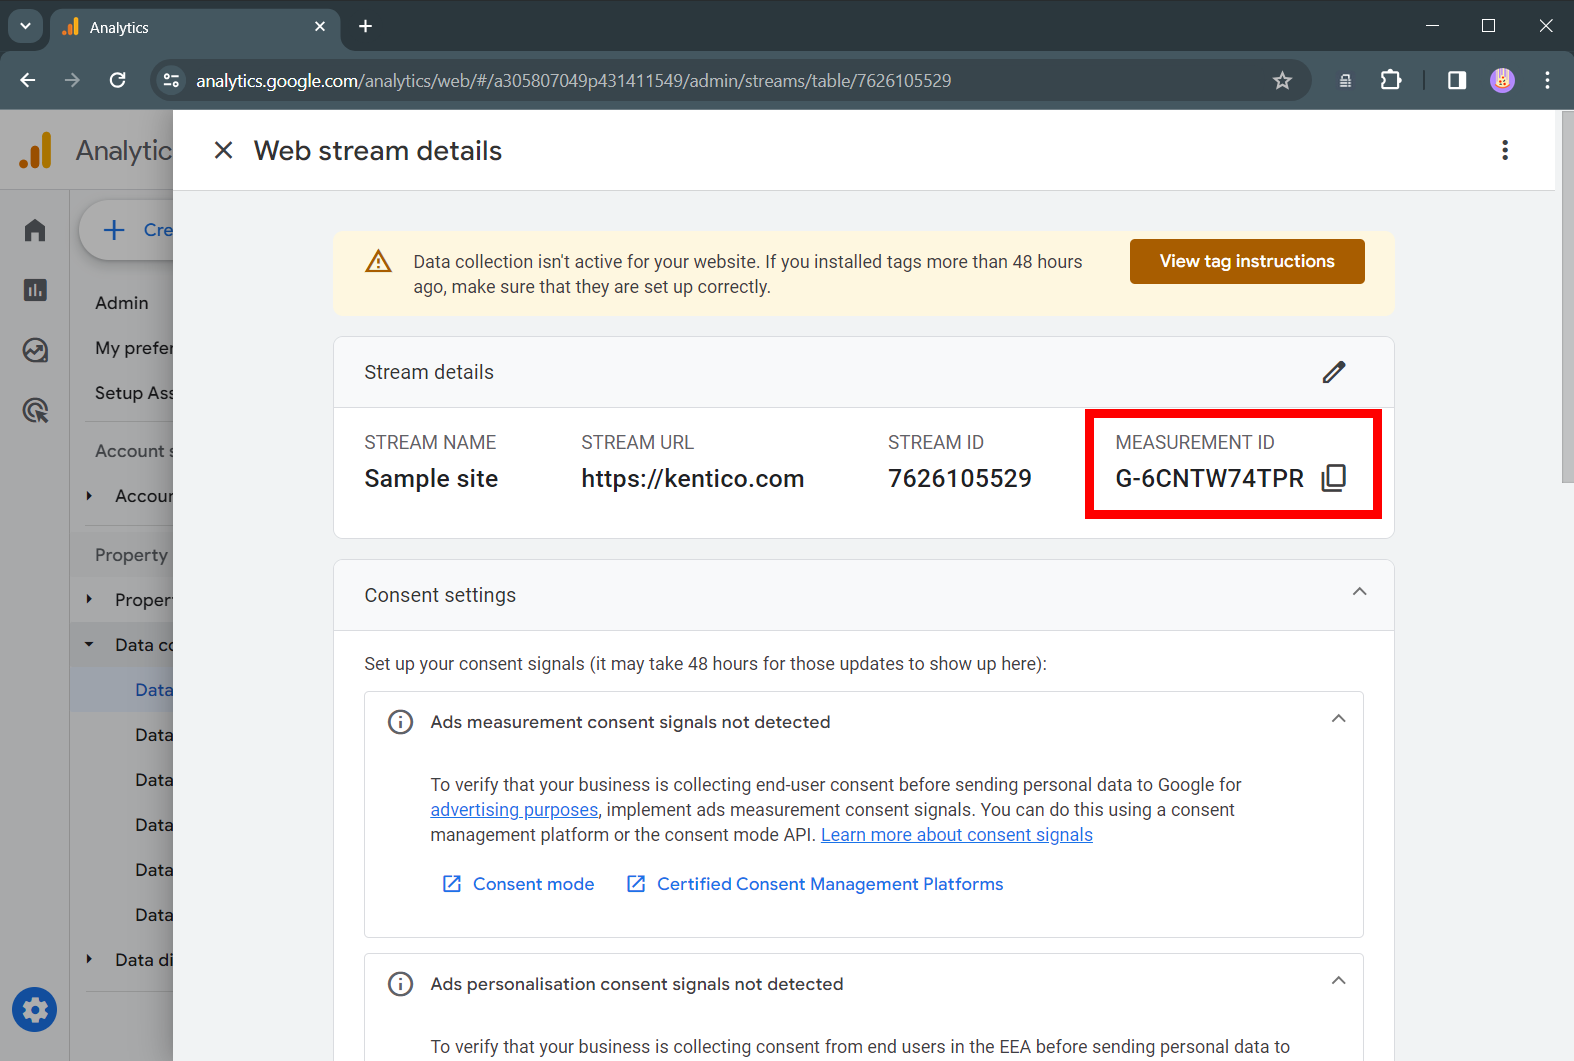 Analytics
analytics.google.com/analytics/web/#/a305807049p431411549/admin/streams/table/7626105529
Analytic
Web stream details
Cre
Admin
My prefer
Setup Ass
Account s
Accour
Property
Proper
Data co
Data
Data
Data
Data
Data
Data
Data di
Data collection isn't active for your website. If you installed tags more than 48 hours
ago, make sure that they are set up correctly.
View tag instructions
Stream details
STREAM NAME
Sample site
STREAM URL
https://kentico.com
STREAM ID
7626105529
MEASUREMENT ID
G-6CNTW74TPR
Consent settings
Set up your consent signals (it may take 48 hours for those updates to show up here):
Ads measurement consent signals not detected
To verify that your business is collecting end-user consent before sending personal data to Google for
advertising purposes, implement ads measurement consent signals. You can do this using a consent
management platform or the consent mode API. Learn more about consent signals
Consent mode Certified Consent Management Platforms
Ads personalisation consent signals not detected
To verify that your business is collecting consent from end users in the EEA before sending personal data to